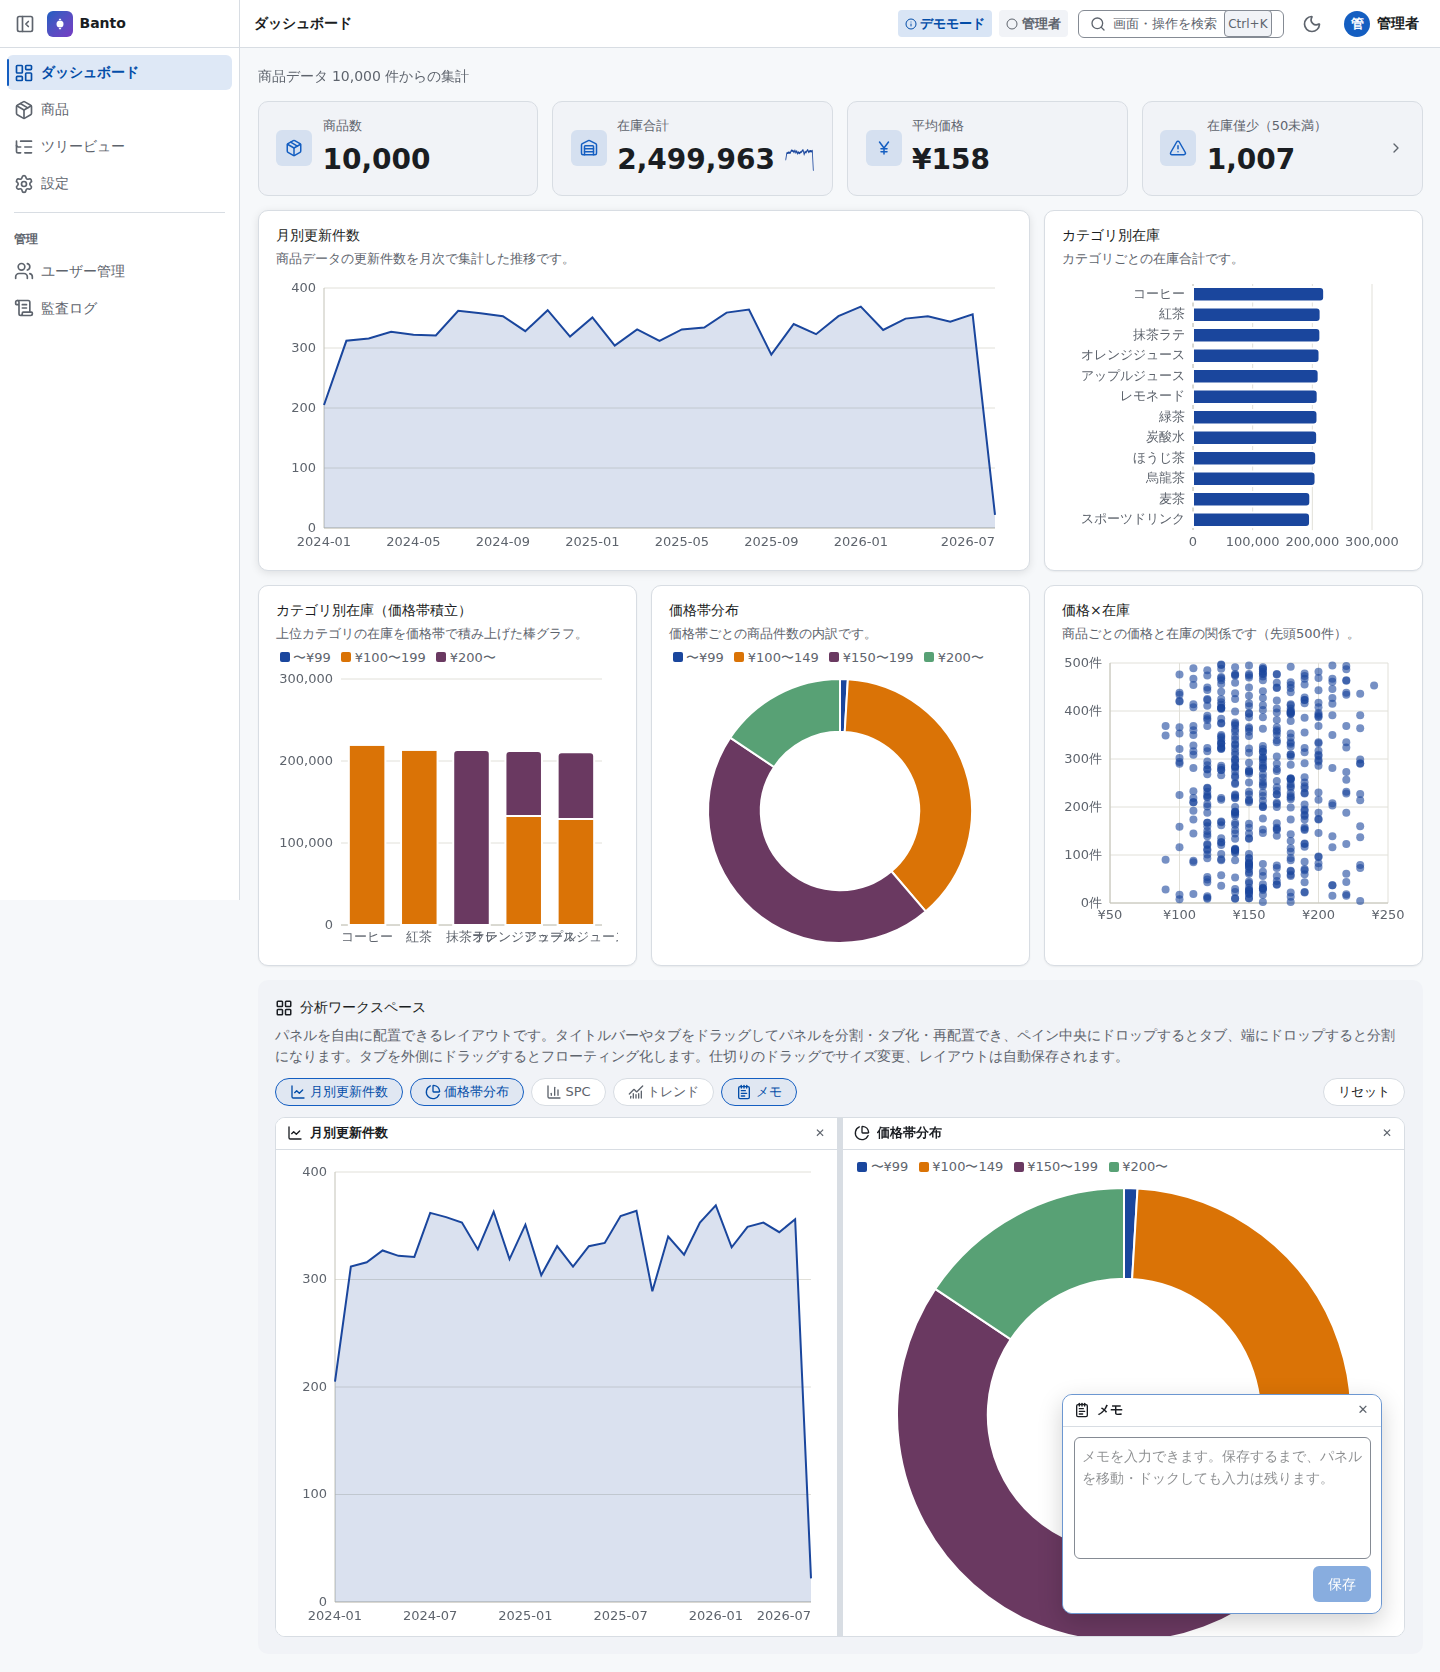 Banto
ダッシュボード
デモモード
管理者
画面・操作を検索 Ctrl+K
管 管理者
ダッシュボード
商品
ツリービュー
設定
管理
ユーザー管理
監査ログ
商品データ 10,000 件からの集計
商品数
10,000
在庫合計
2,499,963
平均価格
¥158
在庫僅少（50未満）
1,007
月別更新件数
商品データの更新件数を月次で集計した推移です。
400
300
200
100
0
2024-01 2024-05 2024-09 2025-01 2025-05 2025-09 2026-01 2026-07
カテゴリ別在庫
カテゴリごとの在庫合計です。
コーヒー
紅茶
抹茶ラテ
オレンジジュース
アップルジュース
レモネード
緑茶
炭酸水
ほうじ茶
烏龍茶
麦茶
スポーツドリンク
0 100,000 200,000 300,000
カテゴリ別在庫（価格帯積立）
上位カテゴリの在庫を価格帯で積み上げた棒グラフ。
〜¥99 ¥100〜199 ¥200〜
300,000
200,000
100,000
0
コーヒー 紅茶 抹茶ラテ オレンジジュース アップルジュース
価格帯分布
価格帯ごとの商品件数の内訳です。
〜¥99 ¥100〜149 ¥150〜199 ¥200〜
価格×在庫
商品ごとの価格と在庫の関係です（先頭500件）。
500件
400件
300件
200件
100件
0件
¥50 ¥100 ¥150 ¥200 ¥250
分析ワークスペース
パネルを自由に配置できるレイアウトです。タイトルバーやタブをドラッグしてパネルを分割・タブ化・再配置でき、ペイン中央にドロップするとタブ、端にドロップすると分割
になります。タブを外側にドラッグするとフローティング化します。仕切りのドラッグでサイズ変更、レイアウトは自動保存されます。
月別更新件数 価格帯分布 SPC トレンド メモ リセット
月別更新件数 ×
400
300
200
100
0
2024-01 2024-07 2025-01 2025-07 2026-01 2026-07
価格帯分布 ×
〜¥99 ¥100〜149 ¥150〜199 ¥200〜
メモ ×
メモを入力できます。保存するまで、パネル
を移動・ドックしても入力は残ります。
保存